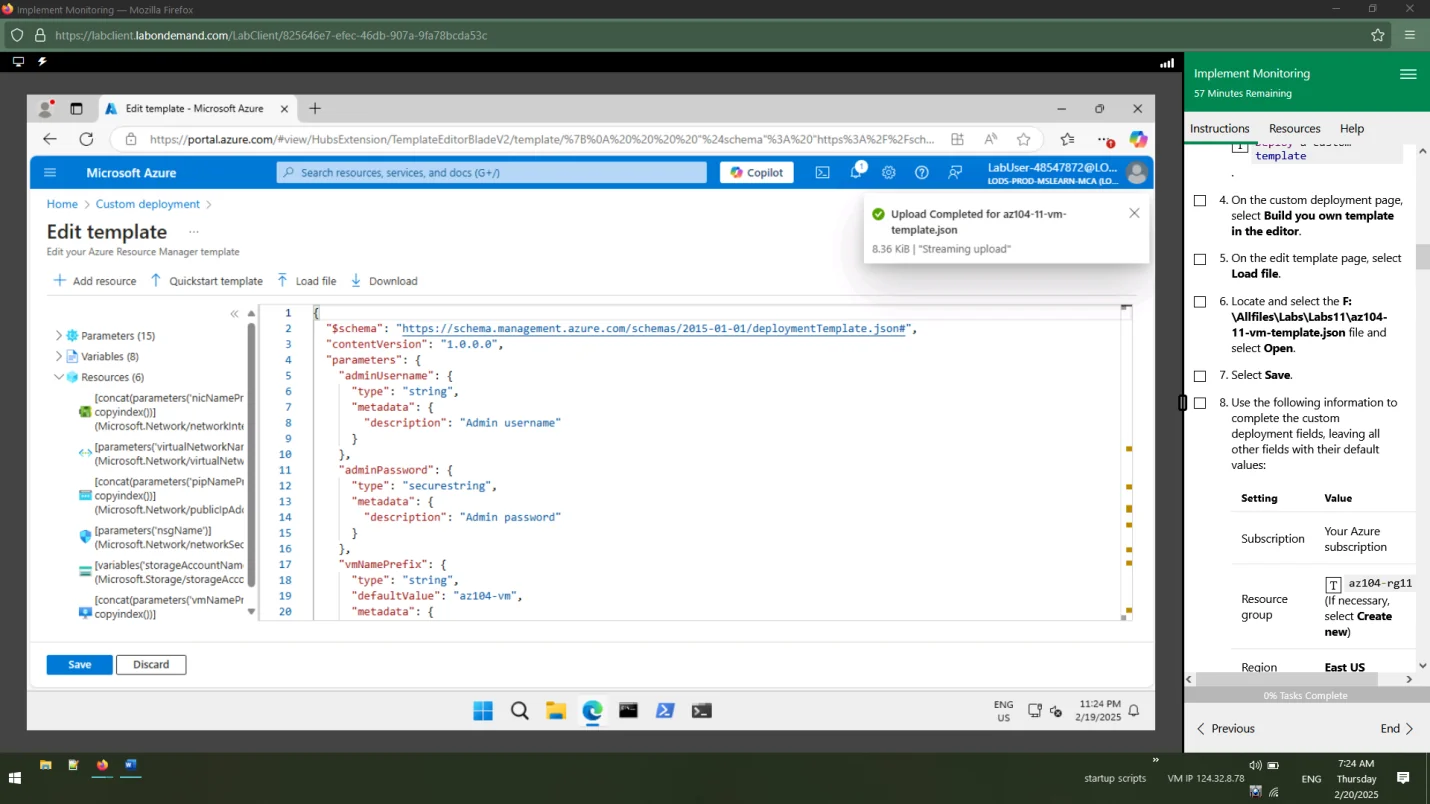 Implement Monitoring — Mozilla Firefox
https://labclient.labondemand.com/LabClient/825646e7-efec-46db-907a-9fa78bcda53c
Edit template - Microsoft Azure
https://portal.azure.com/#view/HubsExtension/TemplateEditorBladeV2/template/%7B%0A%20%20%20%20"%24schema"%3A%20"https%3A%2F%2Fsch...
Microsoft Azure
Search resources, services, and docs (G+/)
Copilot
1
LabUser-48547872@LO...
LODS-PROD-MSLEARN-MCA (LO...
Home > Custom deployment >
Edit template ...
Edit your Azure Resource Manager template
Upload Completed for az104-11-vm-
template.json
8.36 KiB | "Streaming upload"
Add resource
Quickstart template
Load file
Download
Parameters (15)
Variables (8)
Resources (6)
[concat(parameters('nicNamePr
copyindex())]
(Microsoft.Network/networkInte
[parameters('virtualNetworkNar
(Microsoft.Network/virtualNetw
[concat(parameters('pipNamePr
copyindex())]
(Microsoft.Network/publicIpAdd
[parameters('nsgName')]
(Microsoft.Network/networkSec
[variables('storageAccountNam
(Microsoft.Storage/storageAcco
[concat(parameters('vmNamePr
copyindex())]
1 {
2 "$schema": "https://schema.management.azure.com/schemas/2015-01-01/deploymentTemplate.json#",
3 "contentVersion": "1.0.0.0",
4 "parameters": {
5 "adminUsername": {
6 "type": "string",
7 "metadata": {
8 "description": "Admin username"
9 }
10 },
11 "adminPassword": {
12 "type": "securestring",
13 "metadata": {
14 "description": "Admin password"
15 }
16 },
17 "vmNamePrefix": {
18 "type": "string",
19 "defaultValue": "az104-vm",
20 "metadata": {
Save
Discard
ENG
US
11:24 PM
2/19/2025
Implement Monitoring
57 Minutes Remaining
Instructions
Resources
Help
T Deploy a custom
template
.
4. On the custom deployment page,
select Build you own template
in the editor.
5. On the edit template page, select
Load file.
6. Locate and select the F:
\Allfiles\Labs\Labs11\az104-
11-vm-template.json file and
select Open.
7. Select Save.
8. Use the following information to
complete the custom
deployment fields, leaving all
other fields with their default
values:
Setting Value
Subscription Your Azure
subscription
Resource
group
T az104-rg11
(If necessary,
select Create
new)
Region East US
0% Tasks Complete
< Previous
End >
startup scripts
»
VM IP 124.32.8.78
ENG
7:24 AM
Thursday
2/20/2025